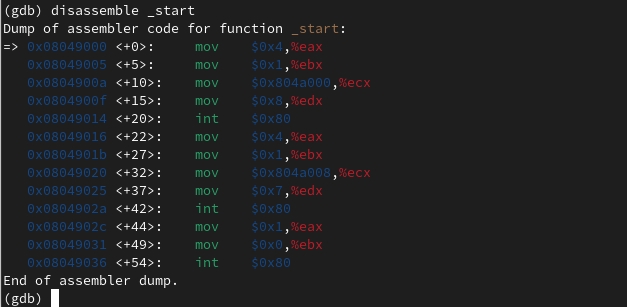 (gdb) disassemble _start
Dump of assembler code for function _start:
=> 0x08049000 <+0>:     mov    $0x4,%eax
   0x08049005 <+5>:     mov    $0x1,%ebx
   0x0804900a <+10>:    mov    $0x804a000,%ecx
   0x0804900f <+15>:    mov    $0x8,%edx
   0x08049014 <+20>:    int    $0x80
   0x08049016 <+22>:    mov    $0x4,%eax
   0x0804901b <+27>:    mov    $0x1,%ebx
   0x08049020 <+32>:    mov    $0x804a008,%ecx
   0x08049025 <+37>:    mov    $0x7,%edx
   0x0804902a <+42>:    int    $0x80
   0x0804902c <+44>:    mov    $0x1,%eax
   0x08049031 <+49>:    mov    $0x0,%ebx
   0x08049036 <+54>:    int    $0x80
End of assembler dump.
(gdb)